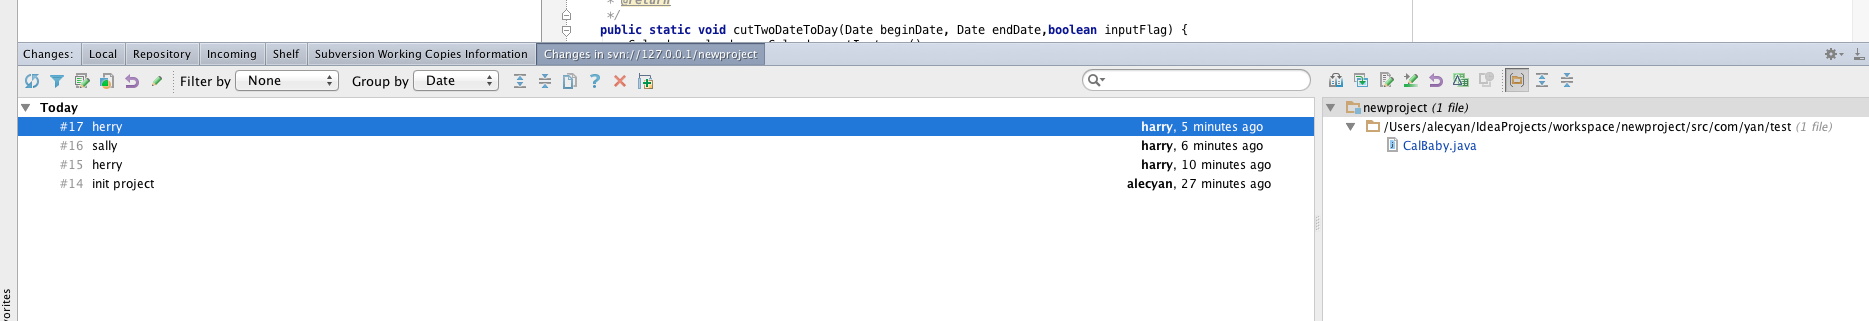 * @return
*/
public static void cutTwoDateToDay(Date beginDate, Date endDate,boolean inputFlag) {
Changes: Local Repository Incoming Shelf Subversion Working Copies Information Changes in svn://127.0.0.1/newproject
Filter by None Group by Date
Today
#17 herry harry, 5 minutes ago
#16 sally harry, 6 minutes ago
#15 herry harry, 10 minutes ago
#14 init project alecyan, 27 minutes ago
newproject (1 file)
/Users/alecyan/IdeaProjects/workspace/newproject/src/com/yan/test (1 file)
CalBaby.java